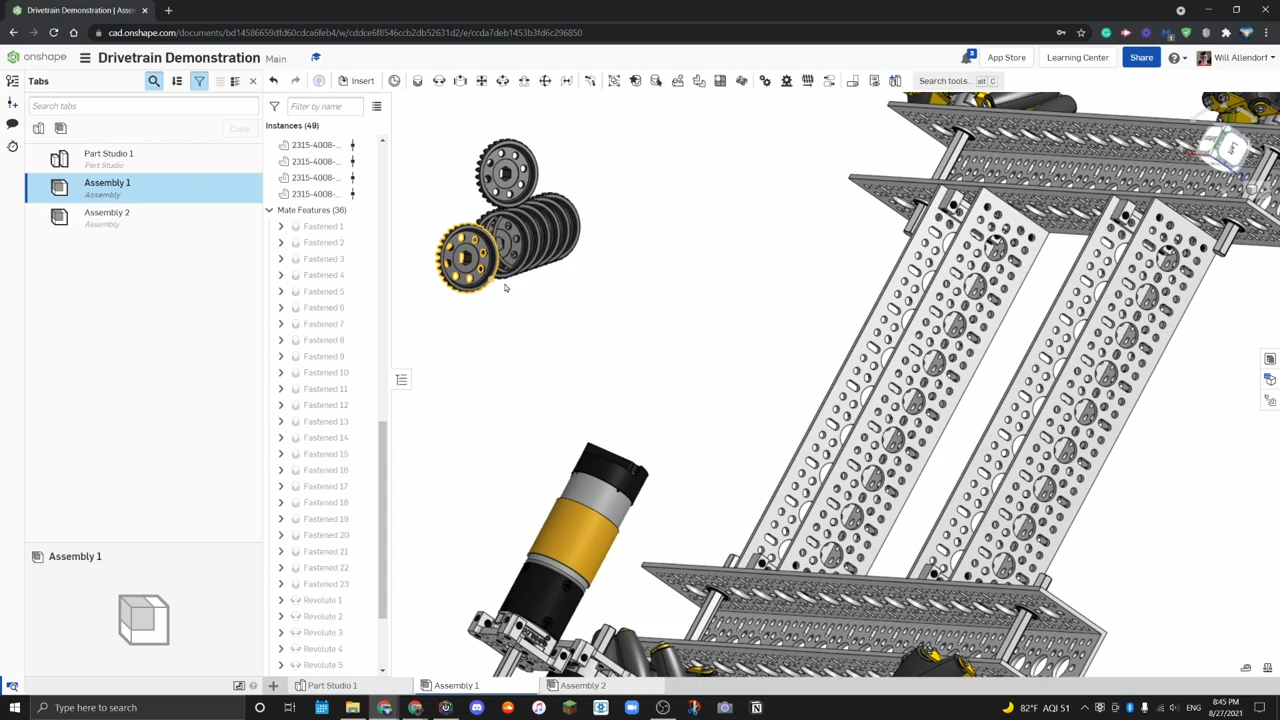 Drivetrain Demonstration | Assem
cad.onshape.com/documents/bd14586659dfd60cdca6feb4/w/cddce6f8546ccb2db52631d2/e/ccda7deb1453b3fd6c296850
onshape
Drivetrain Demonstration Main
3
App Store
Learning Center
Share
Will Allendorf
Tabs
Insert
Search tools... alt C
Search tabs
Clear
Filter by name
Instances (49)
Part Studio 1
Part Studio
Assembly 1
Assembly
Assembly 2
Assembly
2315-4008-...
2315-4008-...
2315-4008-...
2315-4008-...
Mate Features (36)
Fastened 1
Fastened 2
Fastened 3
Fastened 4
Fastened 5
Fastened 6
Fastened 7
Fastened 8
Fastened 9
Fastened 10
Fastened 11
Fastened 12
Fastened 13
Fastened 14
Fastened 15
Fastened 16
Fastened 17
Fastened 18
Fastened 19
Fastened 20
Fastened 21
Fastened 22
Fastened 23
Revolute 1
Revolute 2
Revolute 3
Revolute 4
Revolute 5
Left
Assembly 1
Part Studio 1
Assembly 1
Assembly 2
Type here to search
82°F AQI 51
ENG
8:45 PM
8/27/2021